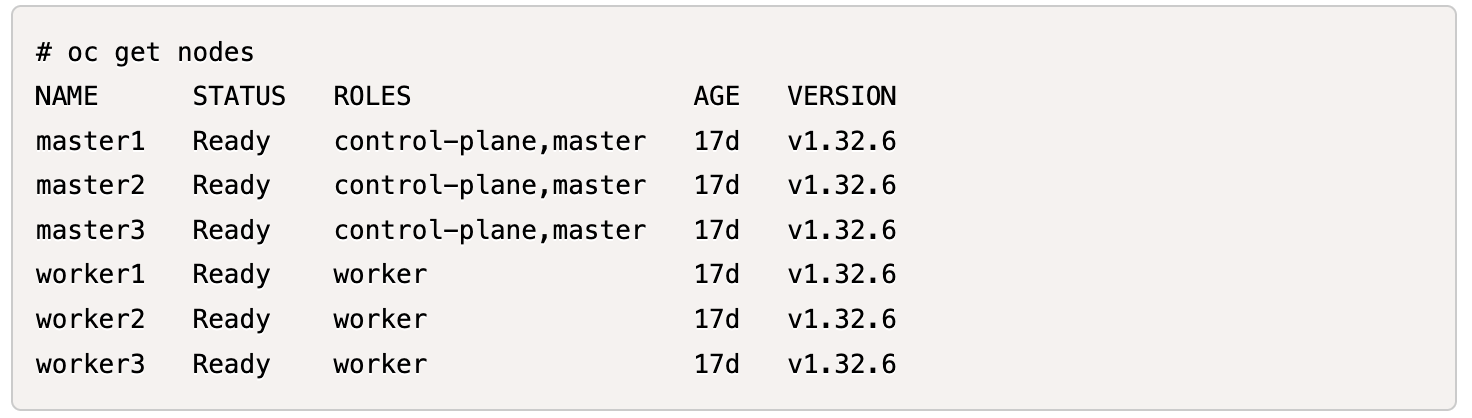 # oc get nodes
NAME      STATUS   ROLES                  AGE   VERSION
master1   Ready    control-plane,master   17d   v1.32.6
master2   Ready    control-plane,master   17d   v1.32.6
master3   Ready    control-plane,master   17d   v1.32.6
worker1   Ready    worker                 17d   v1.32.6
worker2   Ready    worker                 17d   v1.32.6
worker3   Ready    worker                 17d   v1.32.6